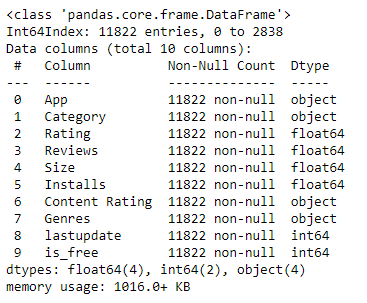 <class 'pandas.core.frame.DataFrame'>
Int64Index: 11822 entries, 0 to 2838
Data columns (total 10 columns):
 #   Column          Non-Null Count  Dtype
---  ------          --------------  -----
 0   App             11822 non-null  object
 1   Category        11822 non-null  object
 2   Rating          11822 non-null  float64
 3   Reviews         11822 non-null  float64
 4   Size            11822 non-null  float64
 5   Installs        11822 non-null  float64
 6   Content Rating  11822 non-null  object
 7   Genres          11822 non-null  object
 8   lastupdate      11822 non-null  int64
 9   is_free         11822 non-null  int64
dtypes: float64(4), int64(2), object(4)
memory usage: 1016.0+ KB